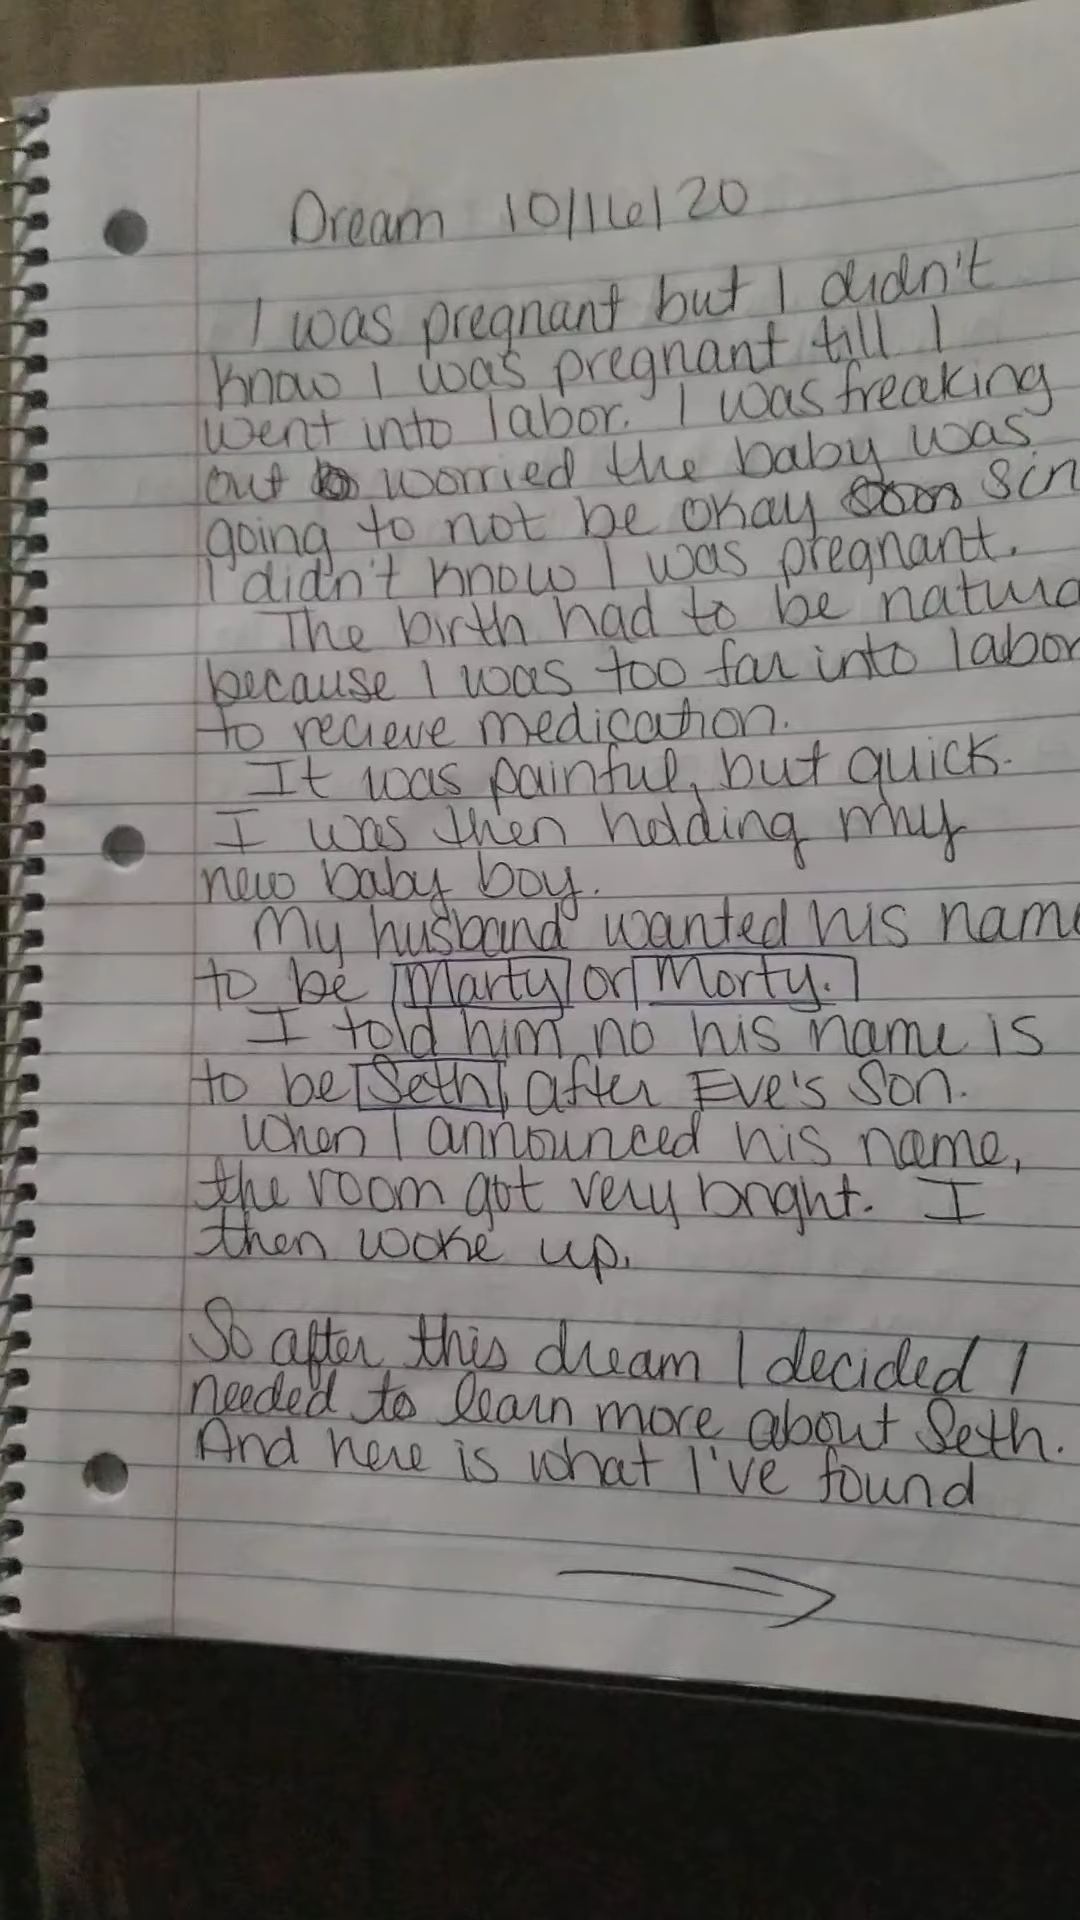 Dream 10/16/20
I was pregnant but I didn't
know I was pregnant till I
went into labor. I was freaking
out worried the baby was
going to not be okay sin
I didn't know I was pregnant.
The birth had to be natura
because I was too far into labor
to recieve medication.
It was painful, but quick.
I was then holding my
new baby boy.
My husband wanted his name
to be Marty or Morty.
I told him no his name is
to be Seth, after Eve's son.
When I announced his name,
the room got very bright. I
then woke up.
So after this dream I decided I
needed to learn more about Seth.
And here is what I've found